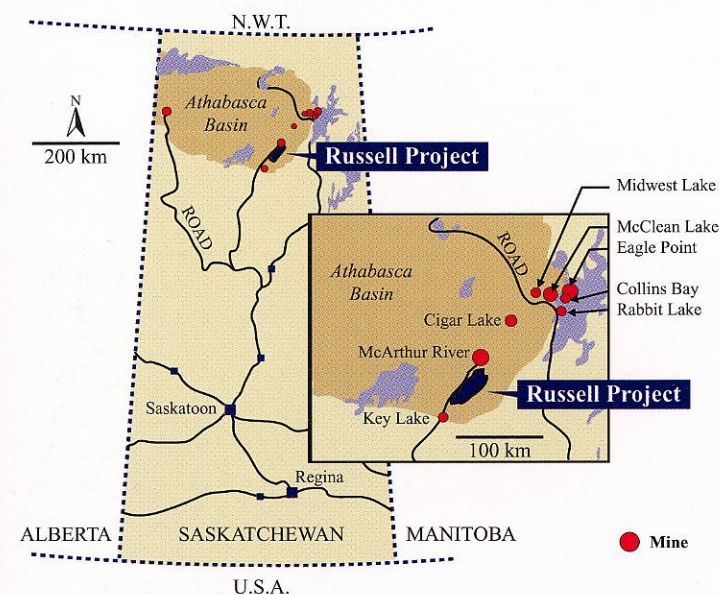 N.W.T.
N
200 km
Athabasca
Basin
Russell Project
ROAD
Midwest Lake
McClean Lake
Eagle Point
Collins Bay
Rabbit Lake
ROAD
Athabasca
Basin
Cigar Lake
McArthur River
Russell Project
Key Lake
100 km
Saskatoon
Regina
ALBERTA
SASKATCHEWAN
MANITOBA
Mine
U.S.A.